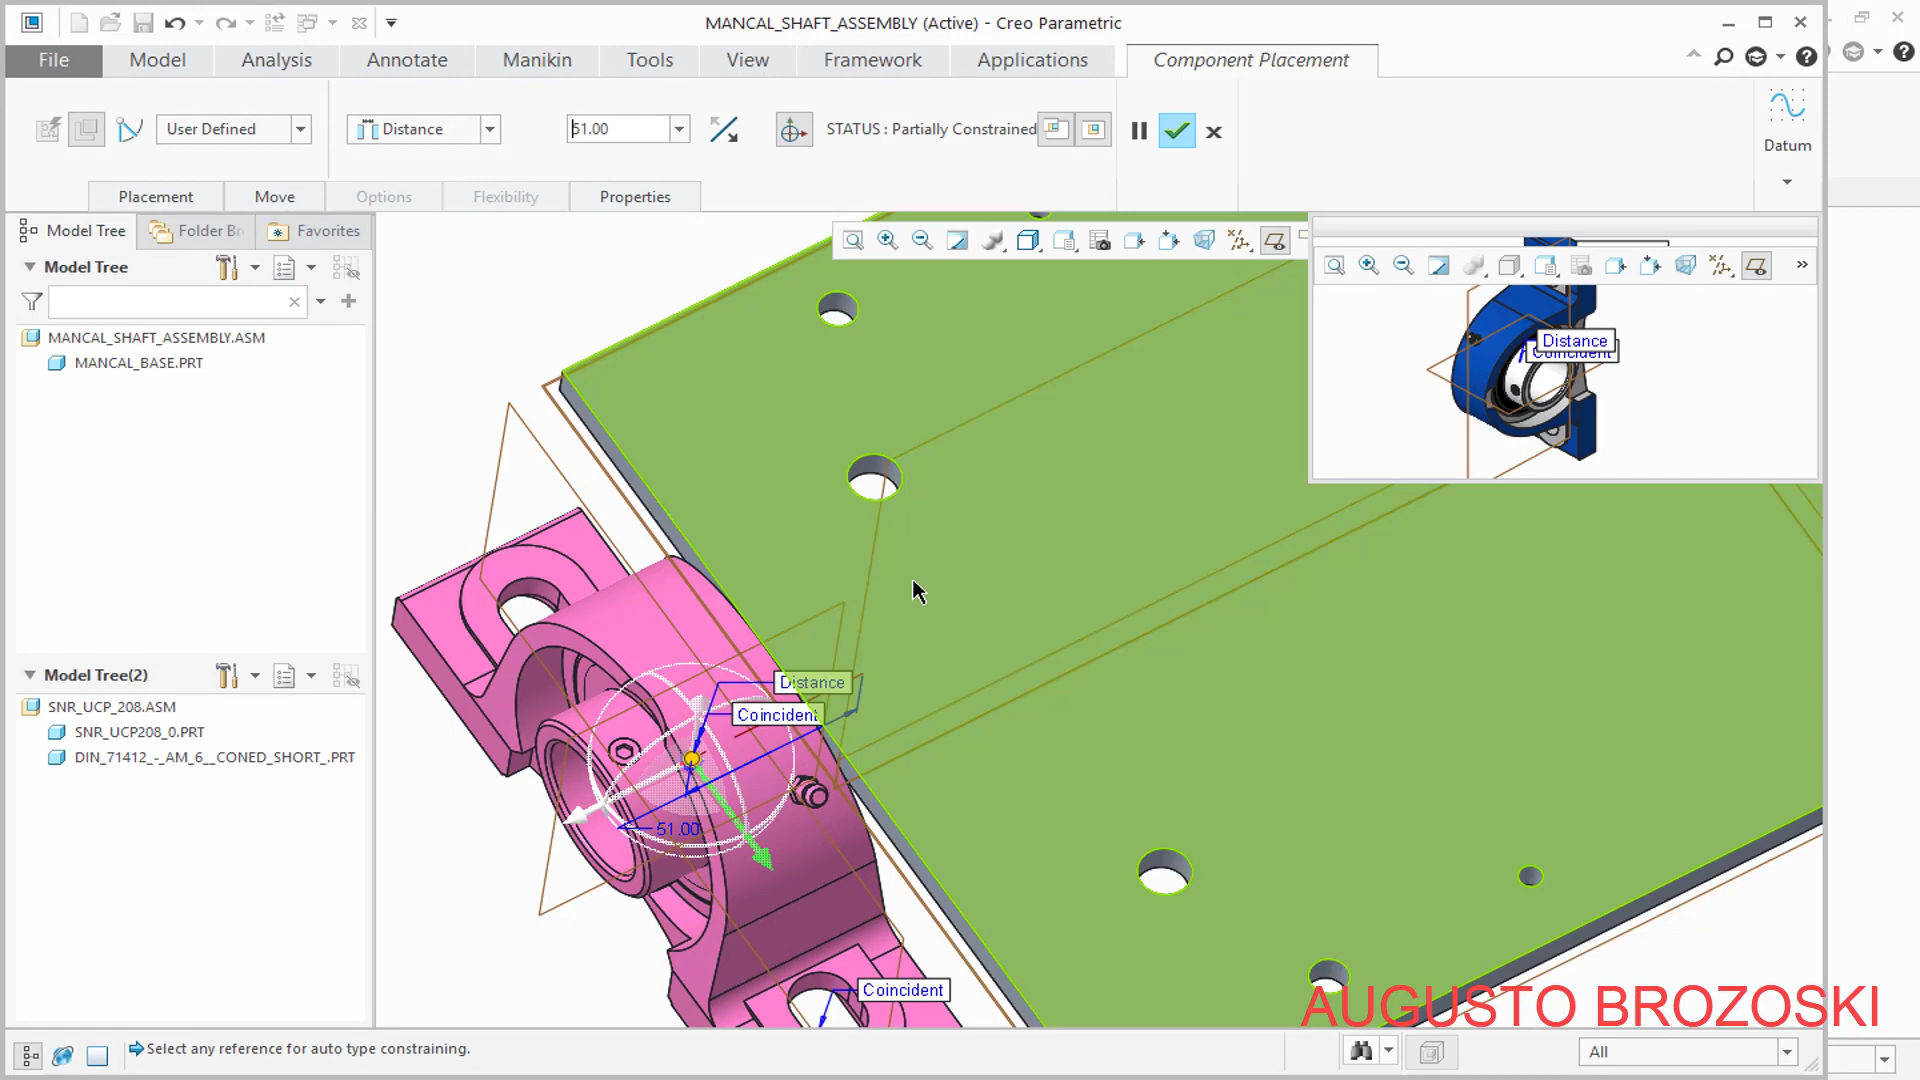 MANCAL_SHAFT_ASSEMBLY (Active) - Creo Parametric
File Model Analysis Annotate Manikin Tools View Framework Applications Component Placement
User Defined Distance 51.00 STATUS : Partially Constrained Datum
Placement Move Options Flexibility Properties
Model Tree Folder Br Favorites
Model Tree
MANCAL_SHAFT_ASSEMBLY.ASM
MANCAL_BASE.PRT
Model Tree(2)
SNR_UCP_208.ASM
SNR_UCP208_0.PRT
DIN_71412_-_AM_6__CONED_SHORT_.PRT
Distance
Coincident
Distance
Coincident
51.00
Coincident
AUGUSTO BROZOSKI
Select any reference for auto type constraining.
All